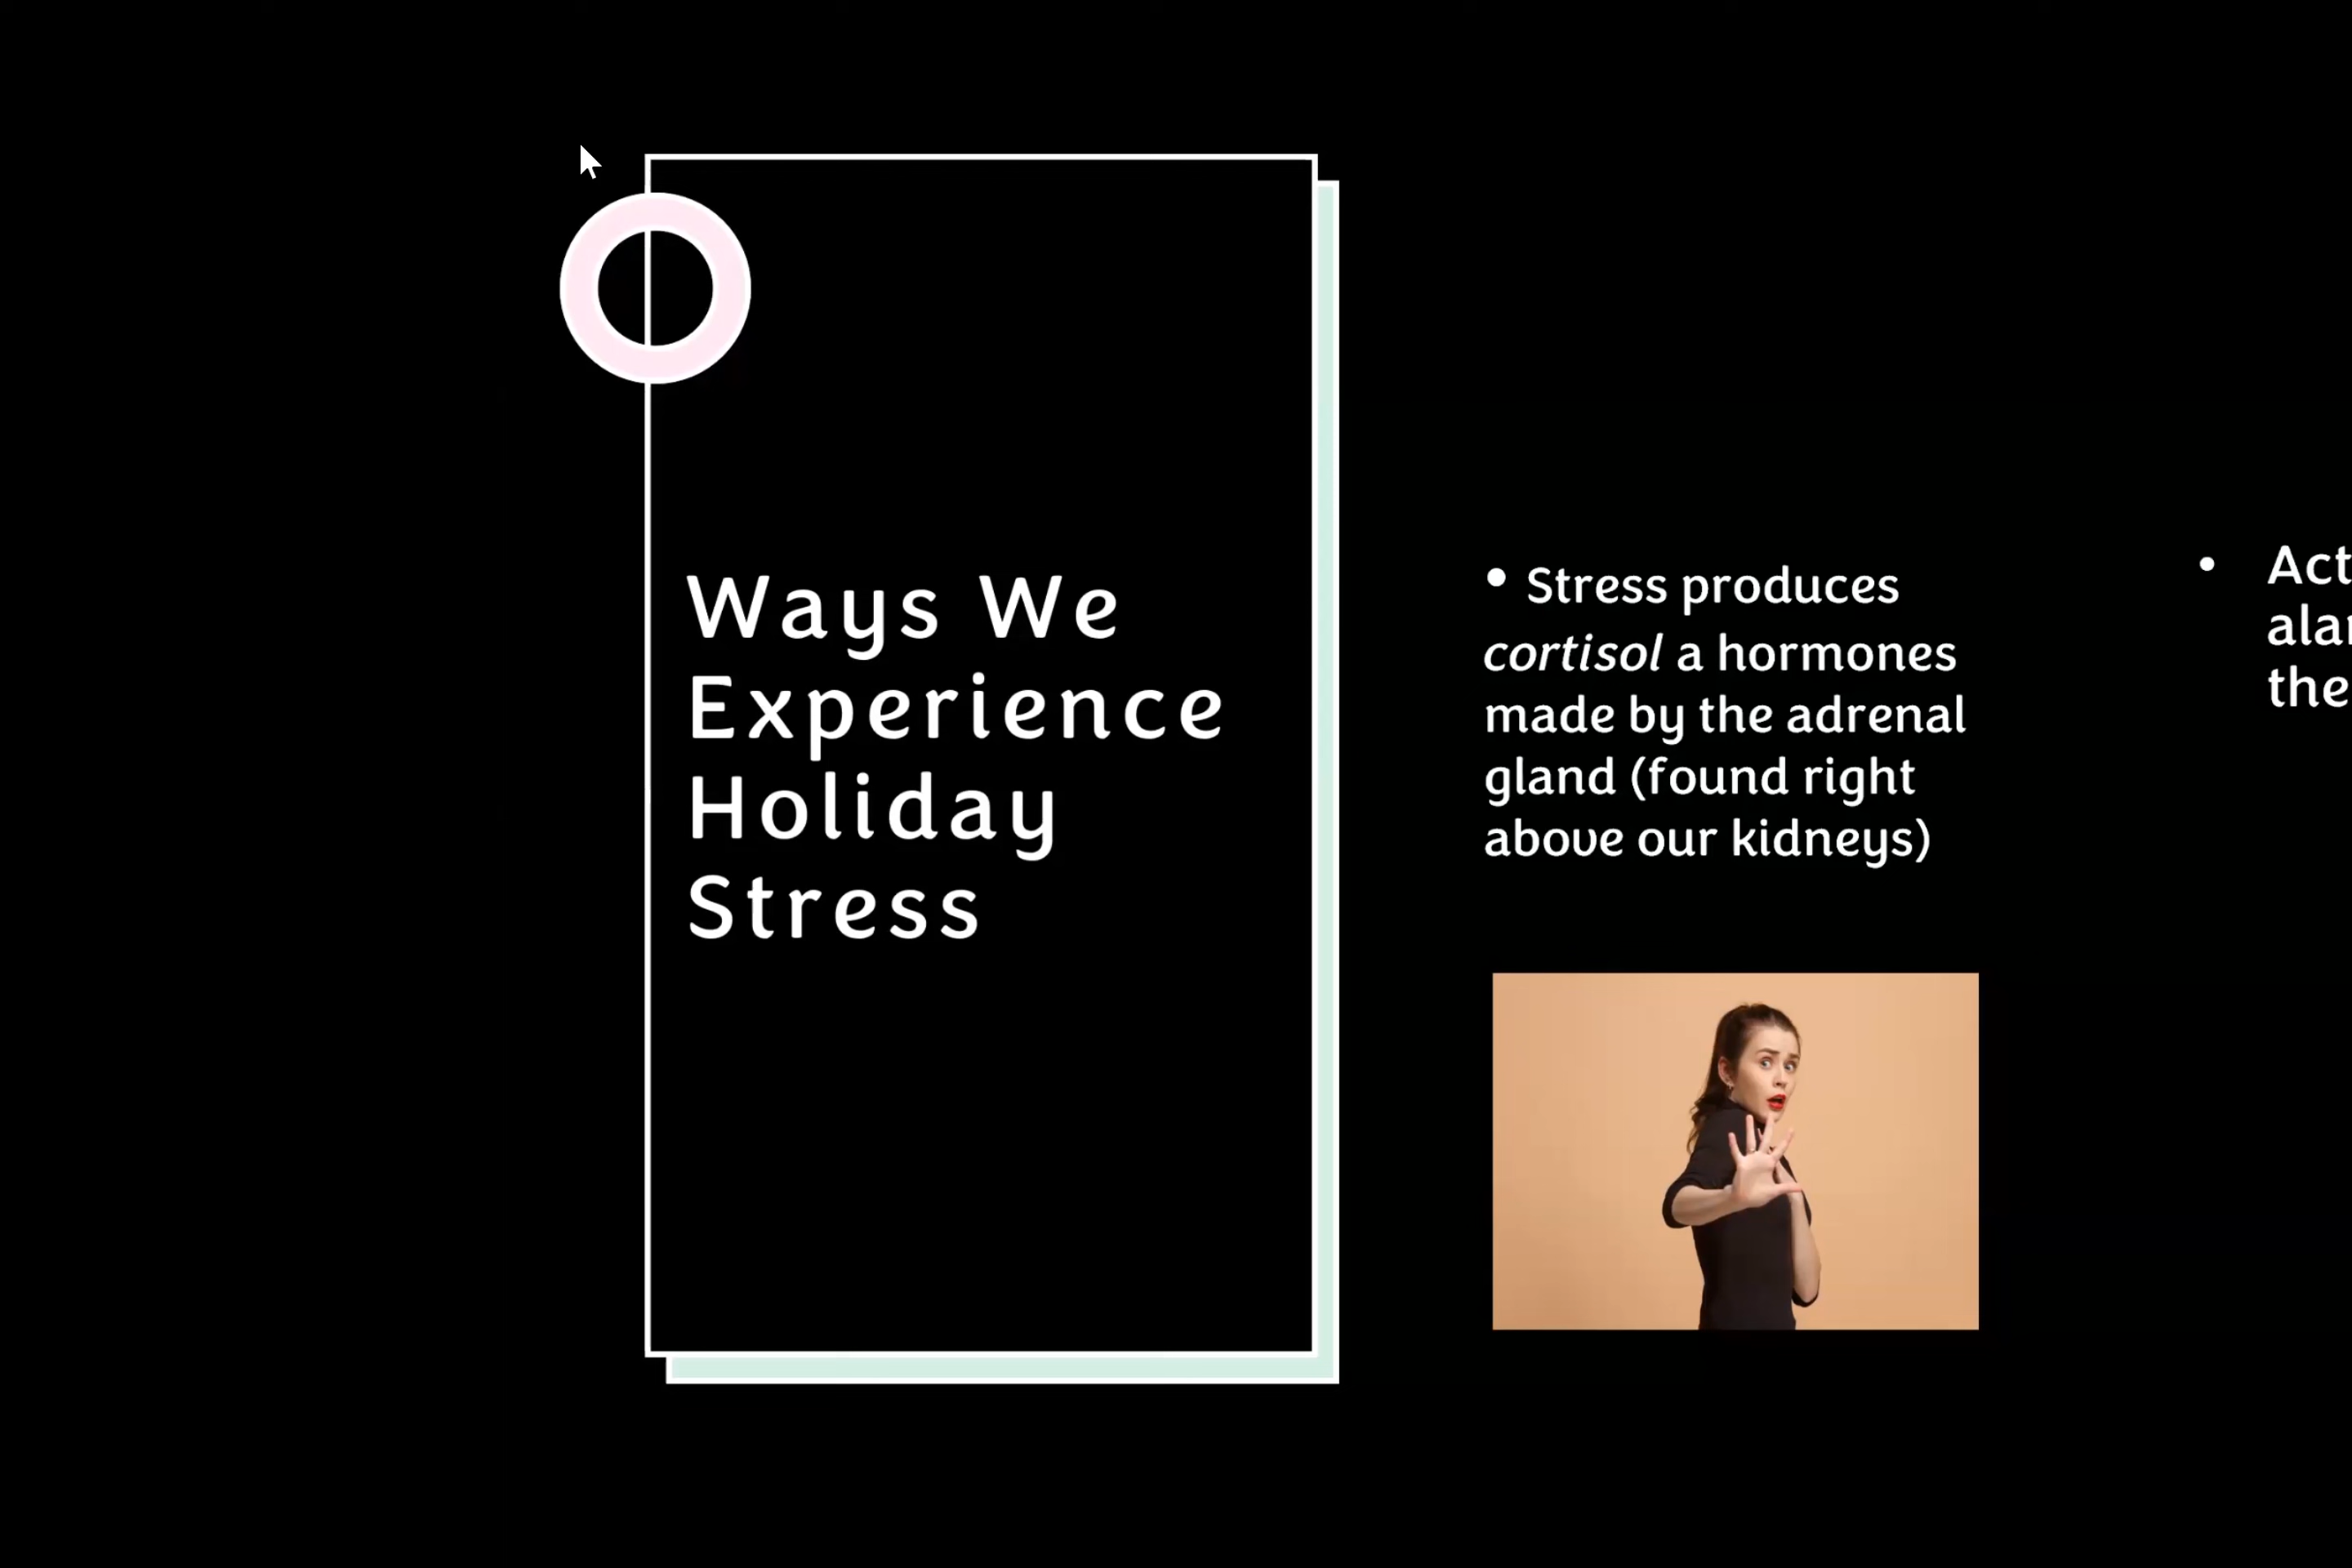 Ways We
Experience
Holiday
Stress
• Stress produces
cortisol a hormones
made by the adrenal
gland (found right
above our kidneys)
• Act
alar
the